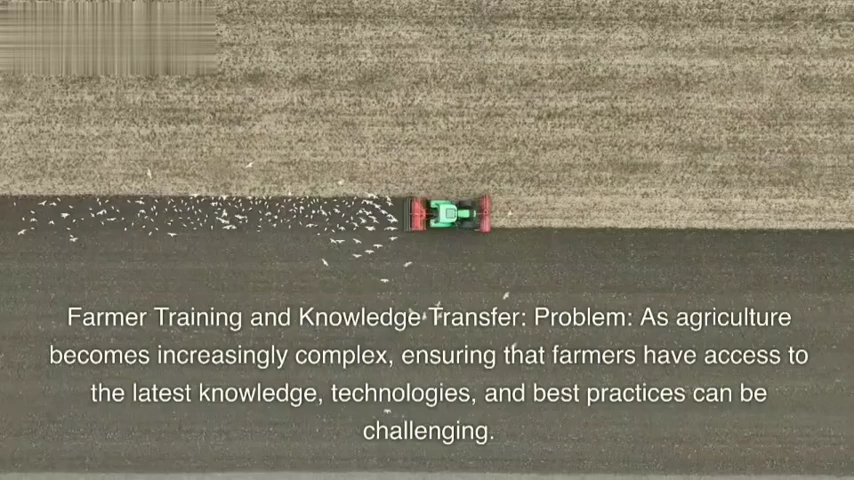 Farmer Training and Knowledge Transfer: Problem: As agriculture
becomes increasingly complex, ensuring that farmers have access to
the latest knowledge, technologies, and best practices can be
challenging.